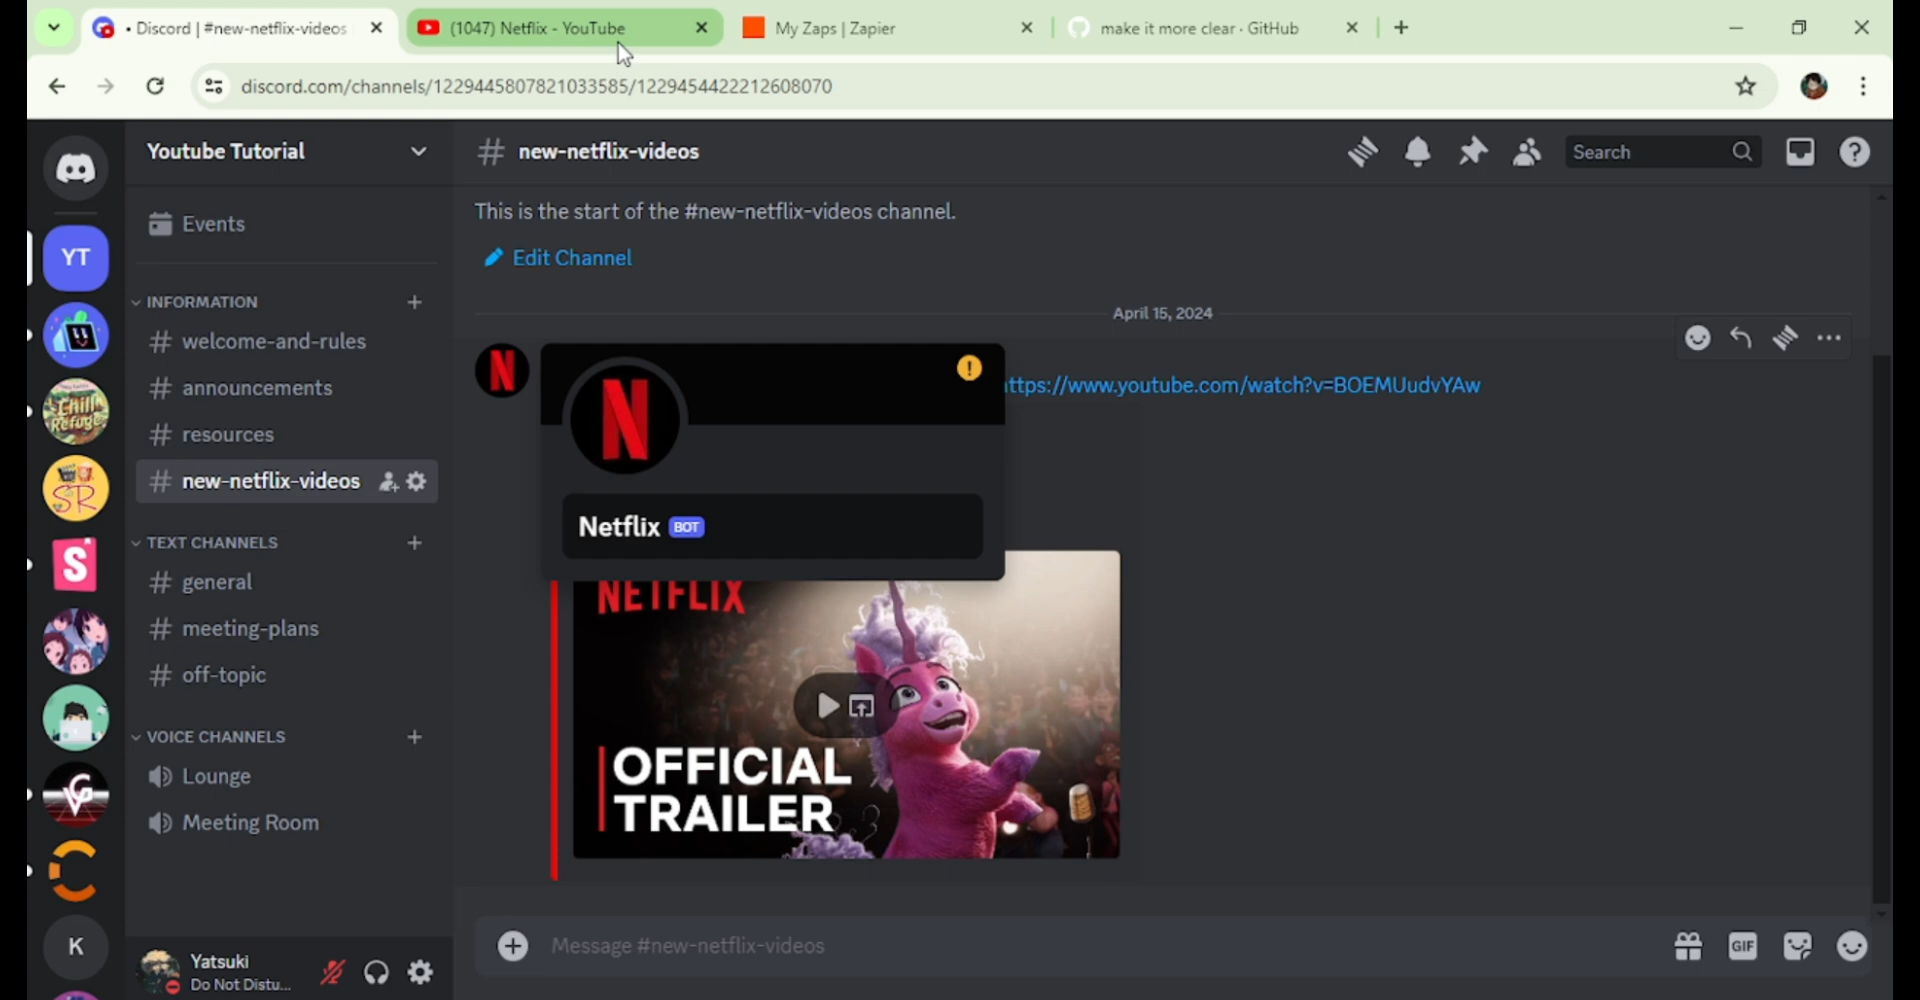 • Discord | #new-netflix-videos
(1047) Netflix - YouTube
My Zaps | Zapier
make it more clear · GitHub
discord.com/channels/1229445807821033585/1229454422212608070
Youtube Tutorial
# new-netflix-videos
Search
This is the start of the #new-netflix-videos channel.
Edit Channel
Events
YT
INFORMATION
# welcome-and-rules
# announcements
# resources
# new-netflix-videos
TEXT CHANNELS
# general
# meeting-plans
# off-topic
VOICE CHANNELS
Lounge
Meeting Room
April 15, 2024
ttps://www.youtube.com/watch?v=BOEMUudvYAw
N
N
Netflix BOT
NETFLIX
OFFICIAL
TRAILER
Chill
Refuge
SR
S
K
Yatsuki
Do Not Distu...
Message #new-netflix-videos
GIF